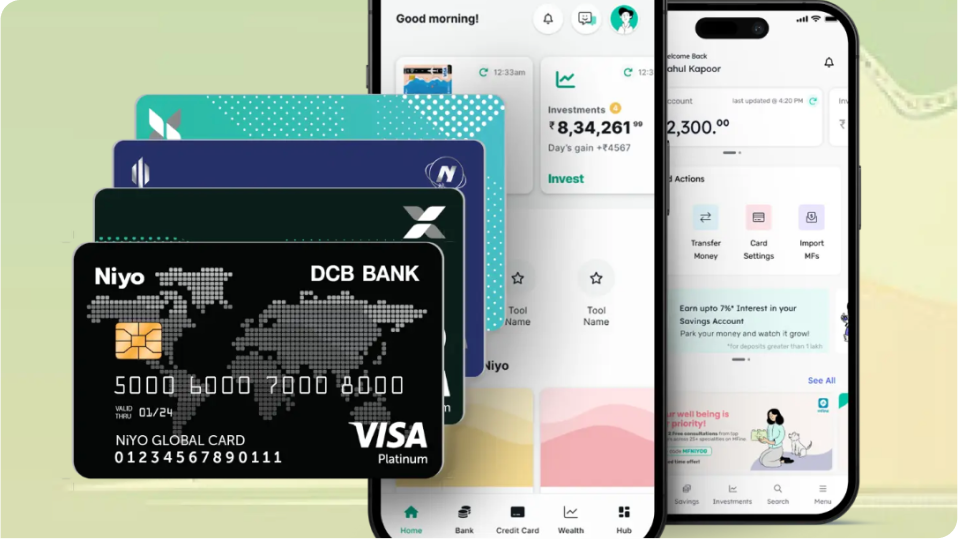 Good morning!
12:33am
Investments 4
₹8,34,261.99
Day's gain +₹4567
Invest
Tool
Name
Tool
Name
Niyo
Home
Bank
Credit Card
Wealth
Hub
Niyo
DCB BANK
5000 6000 7000 8000
VALID
THRU 01/24
NiYO GLOBAL CARD
01234567890111
VISA
Platinum
N
elcome Back
ahul Kapoor
ccount
last updated @ 4:20 PM
2,300.00
Actions
Transfer
Money
Card
Settings
Import
MFs
Earn upto 7%* Interest in your
Savings Account
Park your money and watch it grow!
*for deposits greater than 1 lakh
See All
ur well being is
priority!
Savings
Investments
Search
Menu